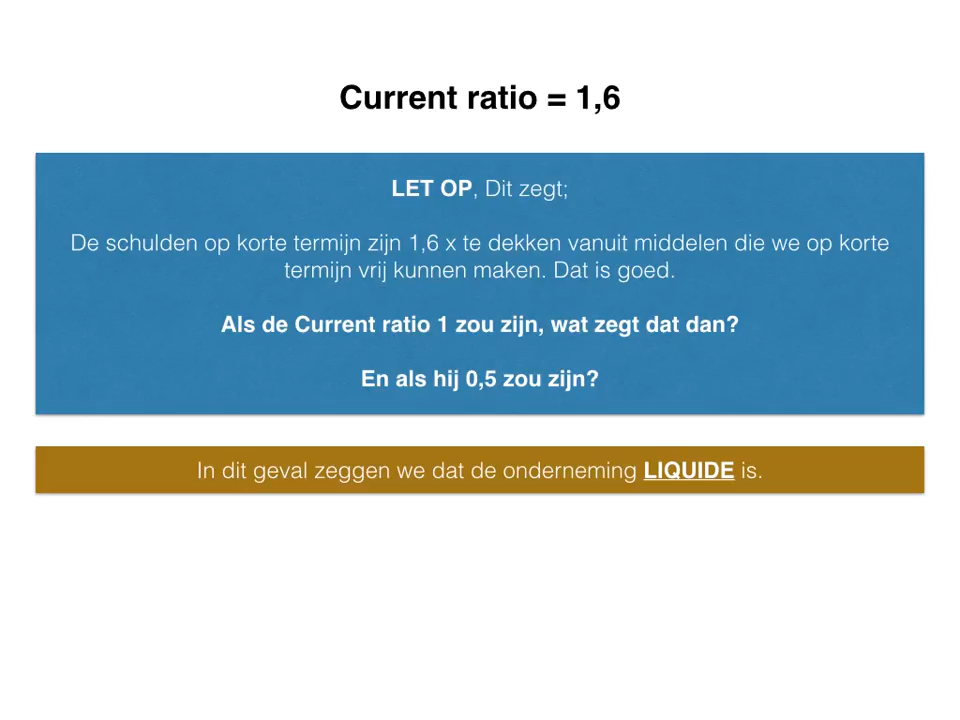 Current ratio = 1,6
LET OP, Dit zegt;
De schulden op korte termijn zijn 1,6 x te dekken vanuit middelen die we op korte
termijn vrij kunnen maken. Dat is goed.
Als de Current ratio 1 zou zijn, wat zegt dat dan?
En als hij 0,5 zou zijn?
In dit geval zeggen we dat de onderneming LIQUIDE is.